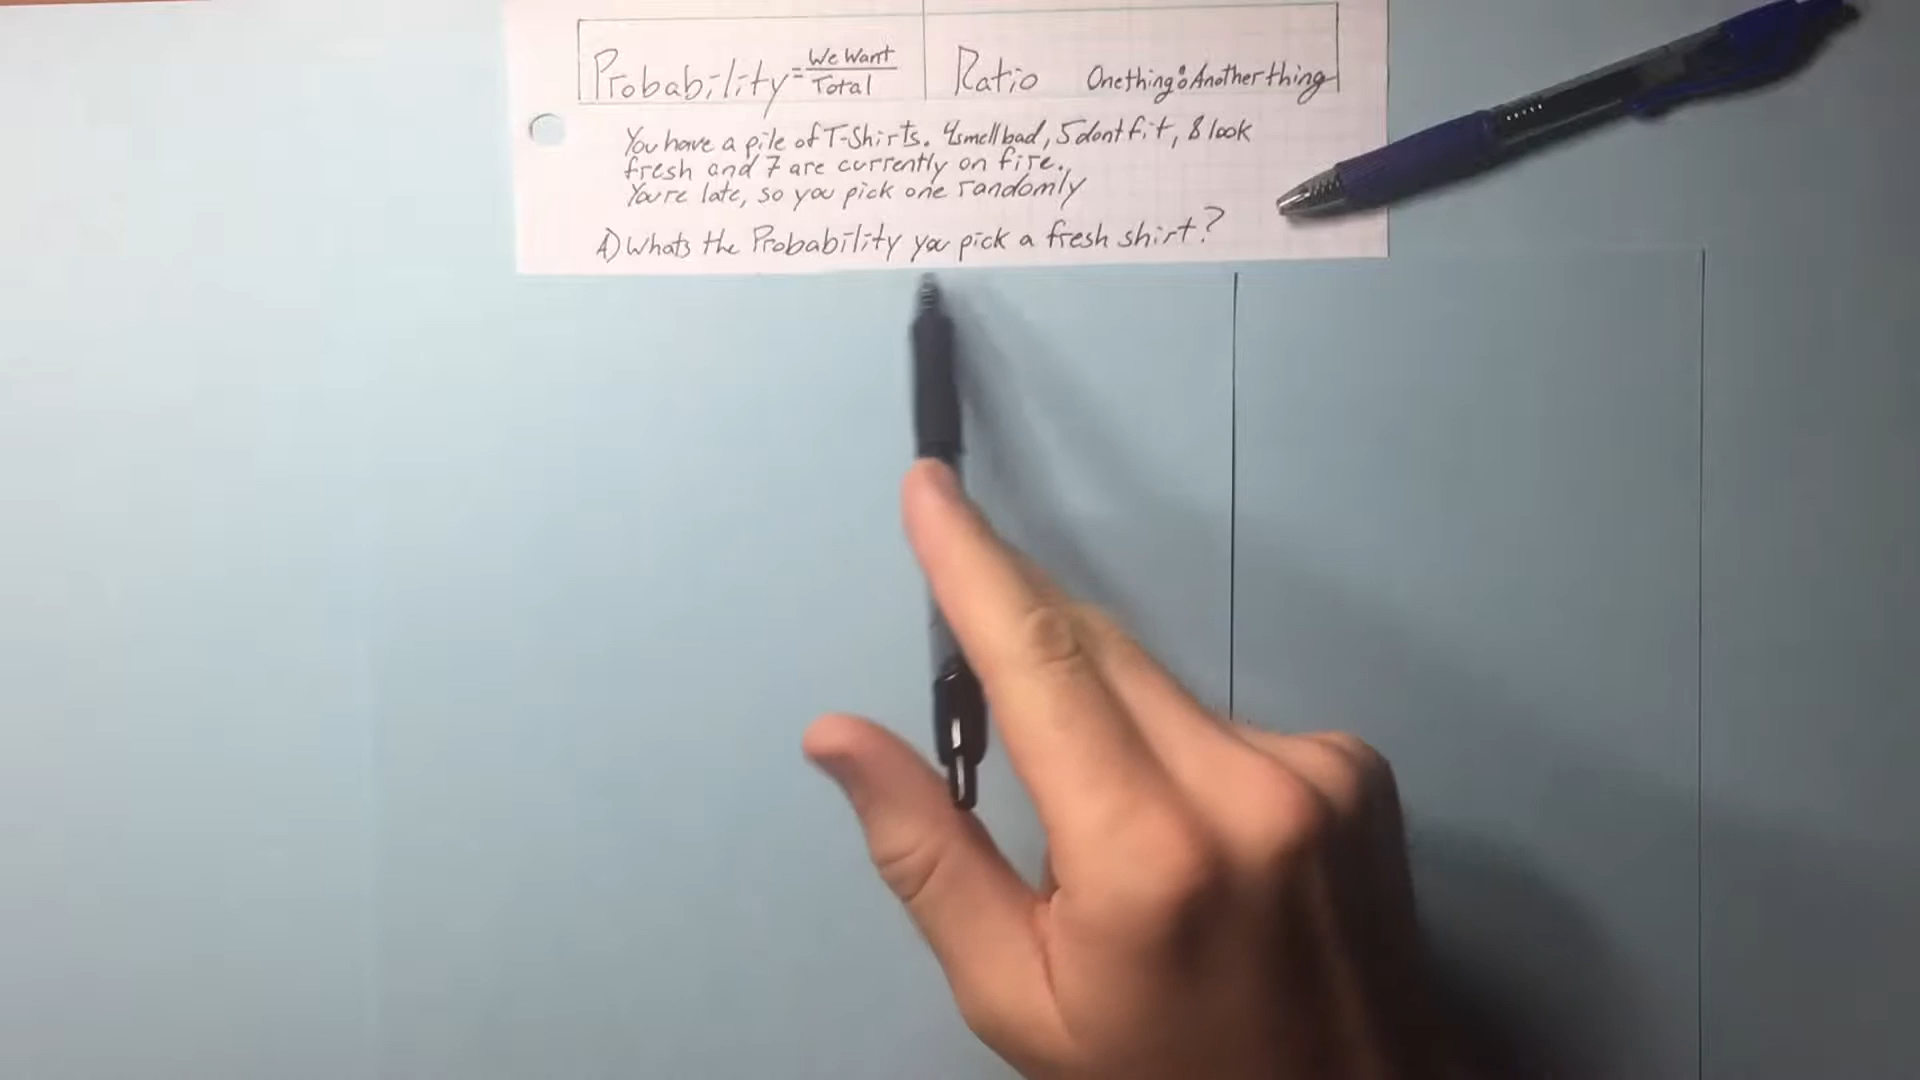 Probability = We Want / Total
Ratio One thing : Another thing
You have a pile of T-Shirts. 4 smell bad, 5 dont fit, 8 look
fresh and 7 are currently on fire.
Youre late, so you pick one randomly
A) Whats the Probability you pick a fresh shirt?